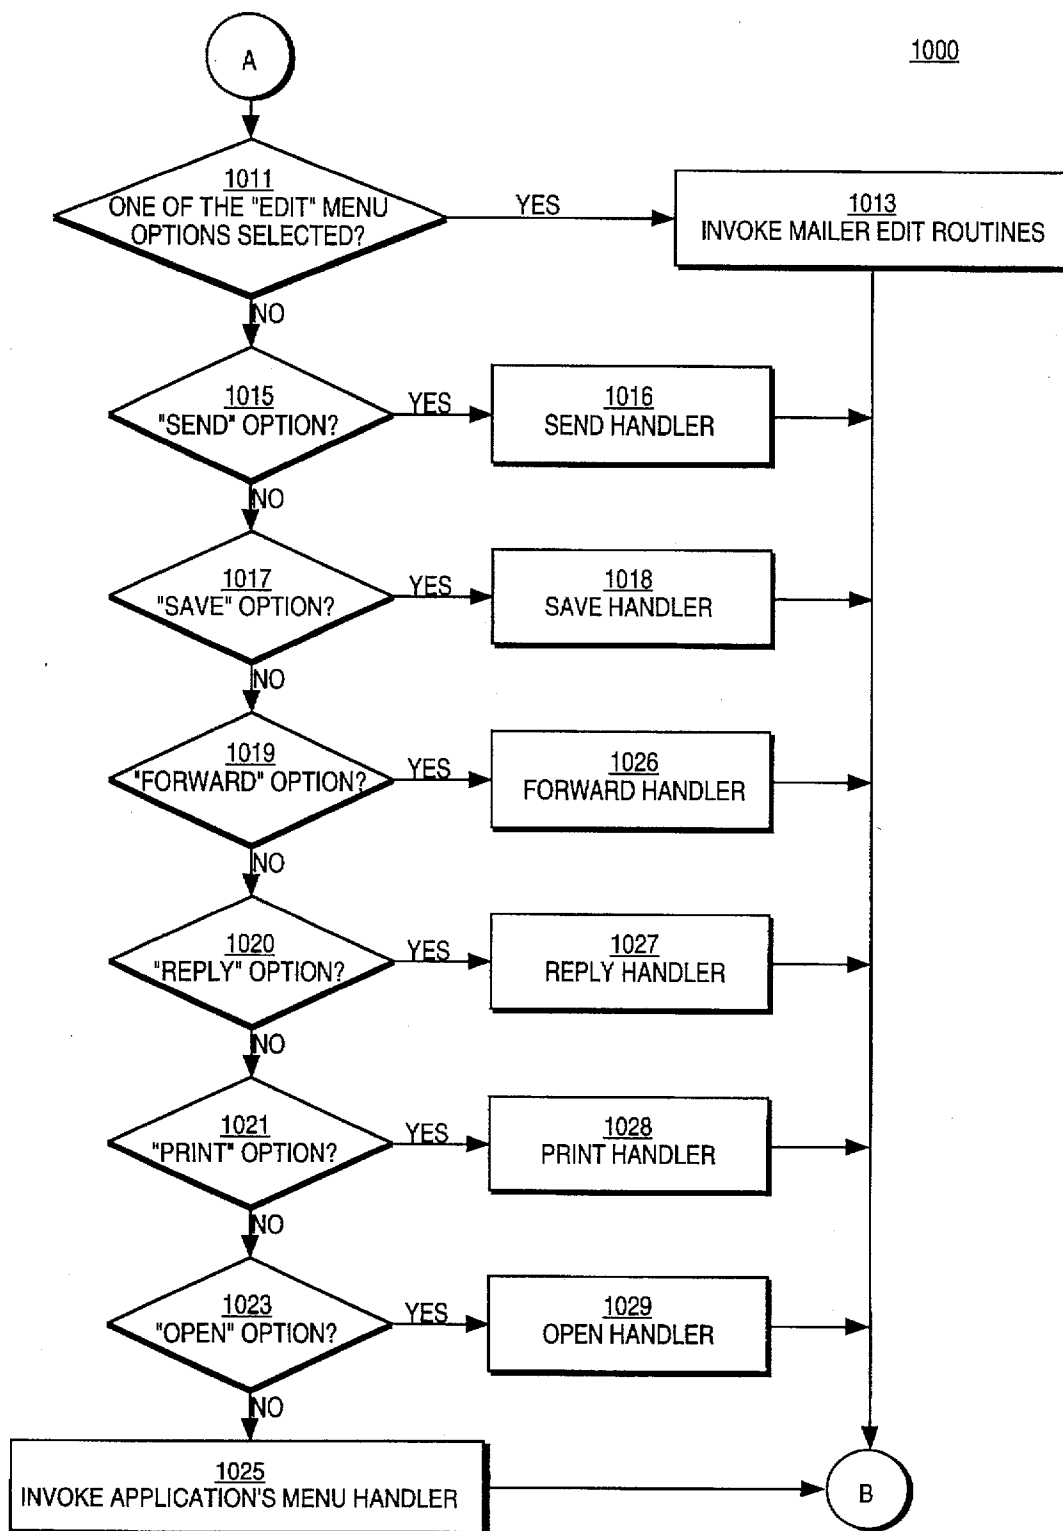 A
1000
1011
ONE OF THE "EDIT" MENU
OPTIONS SELECTED?
YES
1013
INVOKE MAILER EDIT ROUTINES
NO
1015
"SEND" OPTION?
YES
1016
SEND HANDLER
NO
1017
"SAVE" OPTION?
YES
1018
SAVE HANDLER
NO
1019
"FORWARD" OPTION?
YES
1026
FORWARD HANDLER
NO
1020
"REPLY" OPTION?
YES
1027
REPLY HANDLER
NO
1021
"PRINT" OPTION?
YES
1028
PRINT HANDLER
NO
1023
"OPEN" OPTION?
YES
1029
OPEN HANDLER
NO
1025
INVOKE APPLICATION'S MENU HANDLER
B